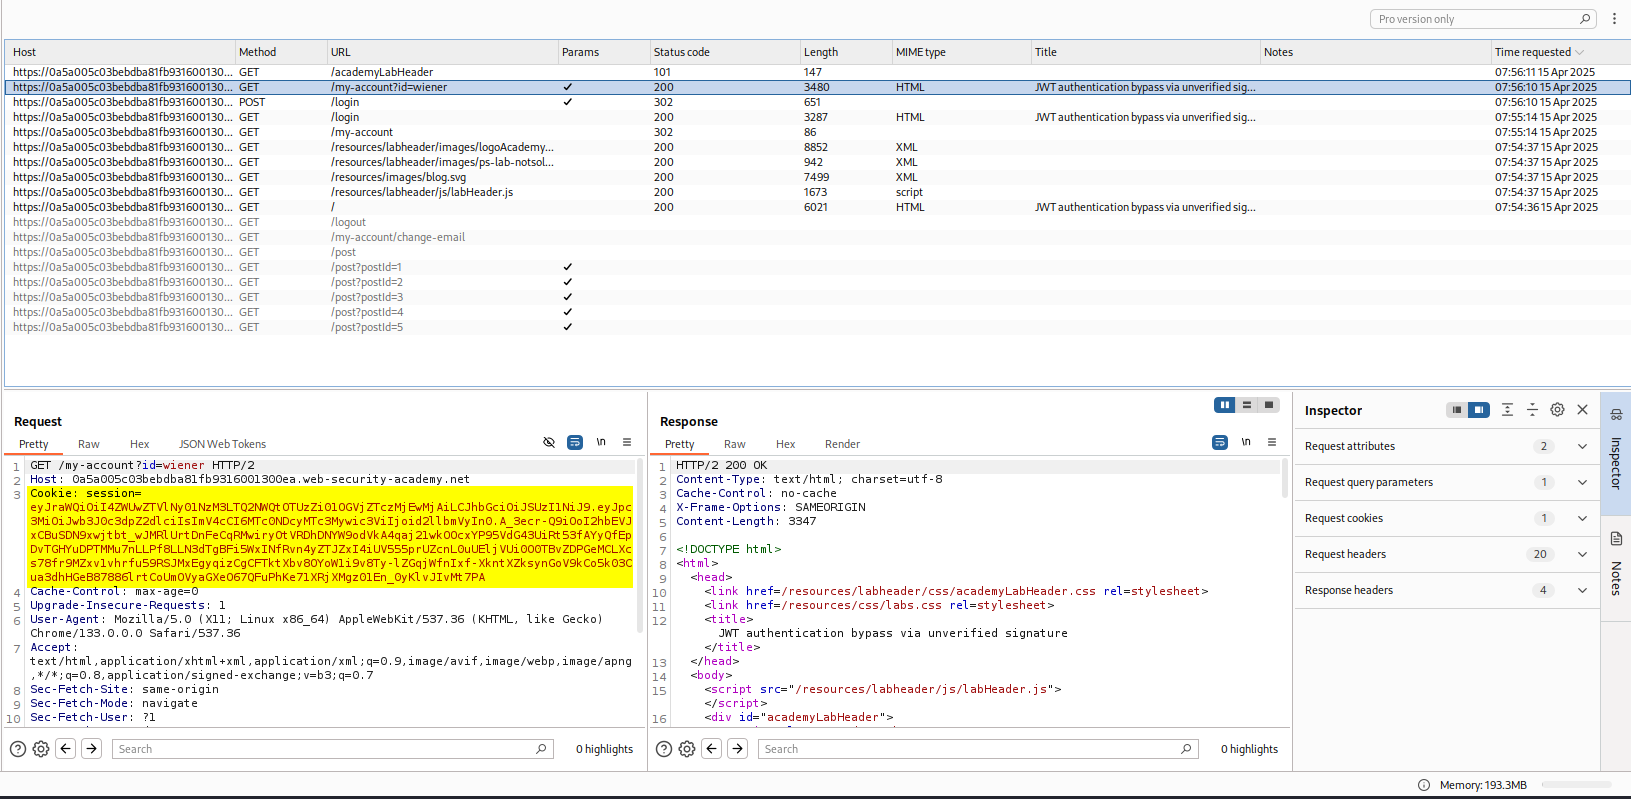 Pro version only
Host Method URL Params Status code Length MIME type Title Notes Time requested
https://0a5a005c03bebdba81fb931600130... GET /academyLabHeader 101 147 07:56:11 15 Apr 2025
https://0a5a005c03bebdba81fb931600130... GET /my-account?id=wiener ✓ 200 3480 HTML JWT authentication bypass via unverified sig... 07:56:10 15 Apr 2025
https://0a5a005c03bebdba81fb931600130... POST /login ✓ 302 651 07:56:10 15 Apr 2025
https://0a5a005c03bebdba81fb931600130... GET /login 200 3287 HTML JWT authentication bypass via unverified sig... 07:55:14 15 Apr 2025
https://0a5a005c03bebdba81fb931600130... GET /my-account 302 86 07:55:14 15 Apr 2025
https://0a5a005c03bebdba81fb931600130... GET /resources/labheader/images/logoAcademy... 200 8852 XML 07:54:37 15 Apr 2025
https://0a5a005c03bebdba81fb931600130... GET /resources/labheader/images/ps-lab-notsol... 200 942 XML 07:54:37 15 Apr 2025
https://0a5a005c03bebdba81fb931600130... GET /resources/images/blog.svg 200 7499 XML 07:54:37 15 Apr 2025
https://0a5a005c03bebdba81fb931600130... GET /resources/labheader/js/labHeader.js 200 1673 script 07:54:37 15 Apr 2025
https://0a5a005c03bebdba81fb931600130... GET / 200 6021 HTML JWT authentication bypass via unverified sig... 07:54:36 15 Apr 2025
https://0a5a005c03bebdba81fb931600130... GET /logout
https://0a5a005c03bebdba81fb931600130... GET /my-account/change-email
https://0a5a005c03bebdba81fb931600130... GET /post
https://0a5a005c03bebdba81fb931600130... GET /post?postId=1 ✓
https://0a5a005c03bebdba81fb931600130... GET /post?postId=2 ✓
https://0a5a005c03bebdba81fb931600130... GET /post?postId=3 ✓
https://0a5a005c03bebdba81fb931600130... GET /post?postId=4 ✓
https://0a5a005c03bebdba81fb931600130... GET /post?postId=5 ✓
Request
Pretty Raw Hex JSON Web Tokens \n
1 GET /my-account?id=wiener HTTP/2
2 Host: 0a5a005c03bebdba81fb9316001300ea.web-security-academy.net
3 Cookie: session=
4 Cache-Control: max-age=0
5 Upgrade-Insecure-Requests: 1
6 User-Agent: Mozilla/5.0 (X11; Linux x86_64) AppleWebKit/537.36 (KHTML, like Gecko)
Chrome/133.0.0.0 Safari/537.36
7 Accept:
text/html,application/xhtml+xml,application/xml;q=0.9,image/avif,image/webp,image/apng
,*/*;q=0.8,application/signed-exchange;v=b3;q=0.7
8 Sec-Fetch-Site: same-origin
9 Sec-Fetch-Mode: navigate
10 Sec-Fetch-User: ?1
Search
0 highlights
Response
Pretty Raw Hex Render \n
1 HTTP/2 200 OK
2 Content-Type: text/html; charset=utf-8
3 Cache-Control: no-cache
4 X-Frame-Options: SAMEORIGIN
5 Content-Length: 3347
6
7 <!DOCTYPE html>
8 <html>
9 <head>
10 <link href=/resources/labheader/css/academyLabHeader.css rel=stylesheet>
11 <link href=/resources/css/labs.css rel=stylesheet>
12 <title>
JWT authentication bypass via unverified signature
</title>
13 </head>
14 <body>
15 <script src="/resources/labheader/js/labHeader.js">
</script>
16 <div id="academyLabHeader">
Search
0 highlights
Inspector
Request attributes 2
Request query parameters 1
Request cookies 1
Request headers 20
Response headers 4
Inspector
Notes
Memory: 193.3MB